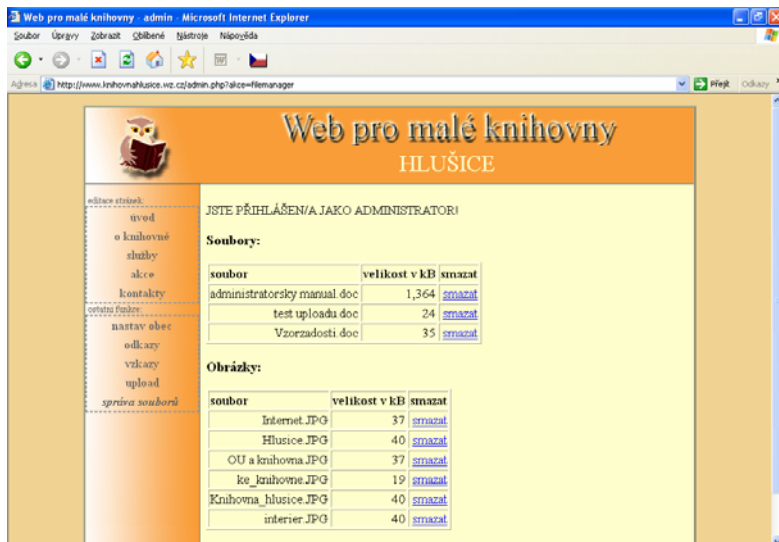 Web pro malé knihovny - admin - Microsoft Internet Explorer
Soubor Úpravy Zobrazit Oblíbené Nástroje Nápověda
Adresa http://www.knihovnahlusice.wz.cz/admin.php?akce=filemanager Přejít Odkazy
Web pro malé knihovny
HLUŠICE
editace stránek:
úvod
o knihovně
služby
akce
kontakty
ostatní funkce:
nastav obec
odkazy
vzkazy
upload
správa souborů
JSTE PŘIHLÁŠEN/A JAKO ADMINISTRATOR!
Soubory:
soubor velikost v kB smazat
administratorsky manual.doc 1,364 smazat
test uploadu.doc 24 smazat
Vzorzadosti.doc 35 smazat
Obrázky:
soubor velikost v kB smazat
Internet.JPG 37 smazat
Hlusice.JPG 40 smazat
OU a knihovna.JPG 37 smazat
ke_knihovne.JPG 19 smazat
Knihovna_hlusice.JPG 40 smazat
interier.JPG 40 smazat